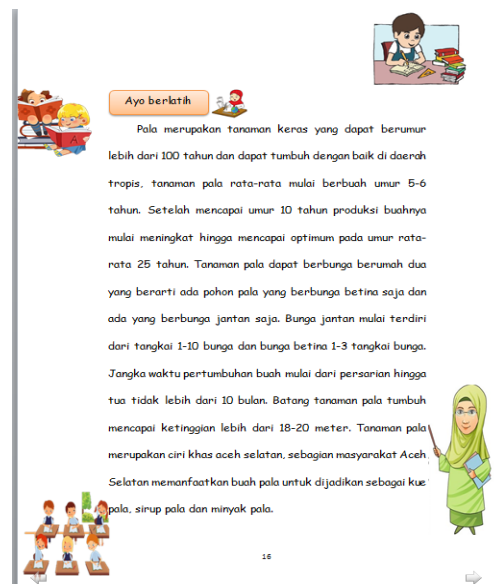 Ayo berlatih
Pala merupakan tanaman keras yang dapat berumur
lebih dari 100 tahun dan dapat tumbuh dengan baik di daerah
tropis, tanaman pala rata-rata mulai berbuah umur 5-6
tahun. Setelah mencapai umur 10 tahun produksi buahnya
mulai meningkat hingga mencapai optimum pada umur rata-
rata 25 tahun. Tanaman pala dapat berbunga berumah dua
yang berarti ada pohon pala yang berbunga betina saja dan
ada yang berbunga jantan saja. Bunga jantan mulai terdiri
dari tangkai 1-10 bunga dan bunga betina 1-3 tangkai bunga.
Jangka waktu pertumbuhan buah mulai dari persarian hingga
tua tidak lebih dari 10 bulan. Batang tanaman pala tumbuh
mencapai ketinggian lebih dari 18-20 meter. Tanaman pala
merupakan ciri khas aceh selatan, sebagian masyarakat Aceh
Selatan memanfaatkan buah pala untuk dijadikan sebagai kue
pala, sirup pala dan minyak pala.
16